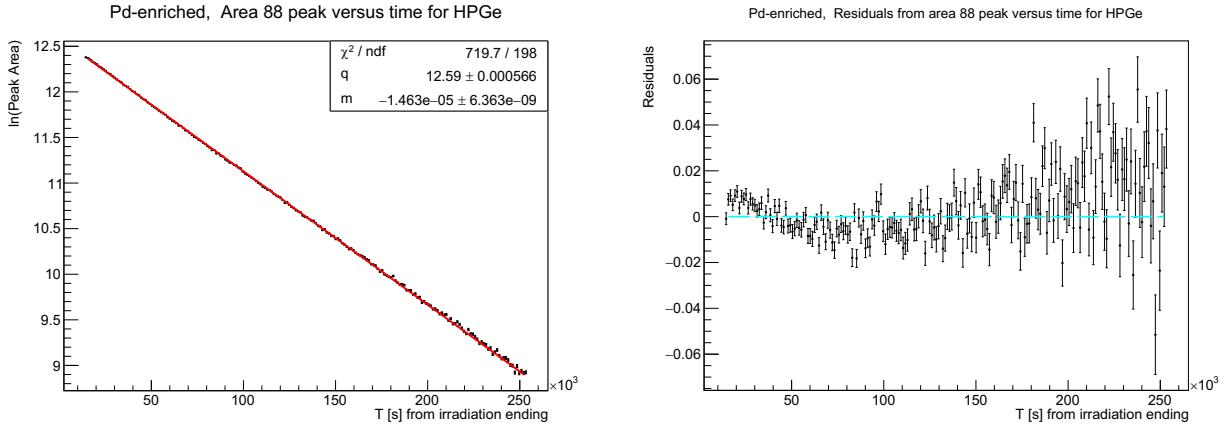 Pd-enriched, Area 88 peak versus time for HPGe
χ² / ndf 719.7 / 198
q 12.59 ± 0.000566
m −1.463e−05 ± 6.363e−09
ln(Peak Area)
12.5
12
11.5
11
10.5
10
9.5
9
50 100 150 200 250
×10³
T [s] from irradiation ending
Pd-enriched, Residuals from area 88 peak versus time for HPGe
Residuals
0.06
0.04
0.02
0
−0.02
−0.04
−0.06
50 100 150 200 250
×10³
T [s] from irradiation ending